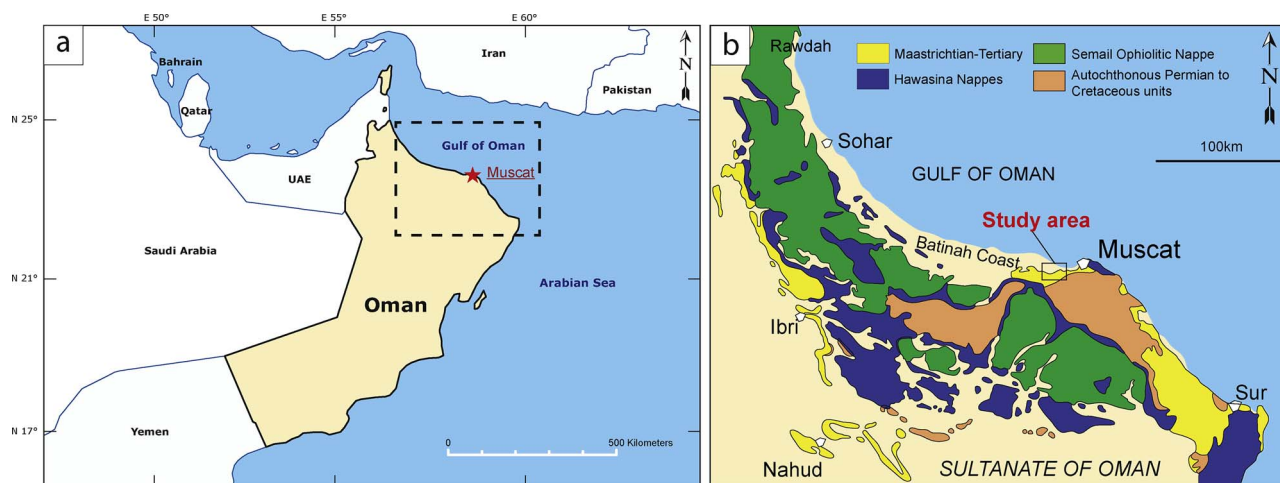 E 50°
E 55°
E 60°
a
N
Iran
Bahrain
Pakistan
Qatar
N 25°
Gulf of Oman
Muscat
UAE
Saudi Arabia
N 21°
Arabian Sea
Oman
N 17°
Yemen
0
500 Kilometers
b
Rawdah
Maastrichtian-Tertiary
Semail Ophiolitic Nappe
Hawasina Nappes
Autochthonous Permian to
Cretaceous units
N
Sohar
100km
GULF OF OMAN
Study area
Batinah Coast
Muscat
Ibri
Sur
Nahud
SULTANATE OF OMAN